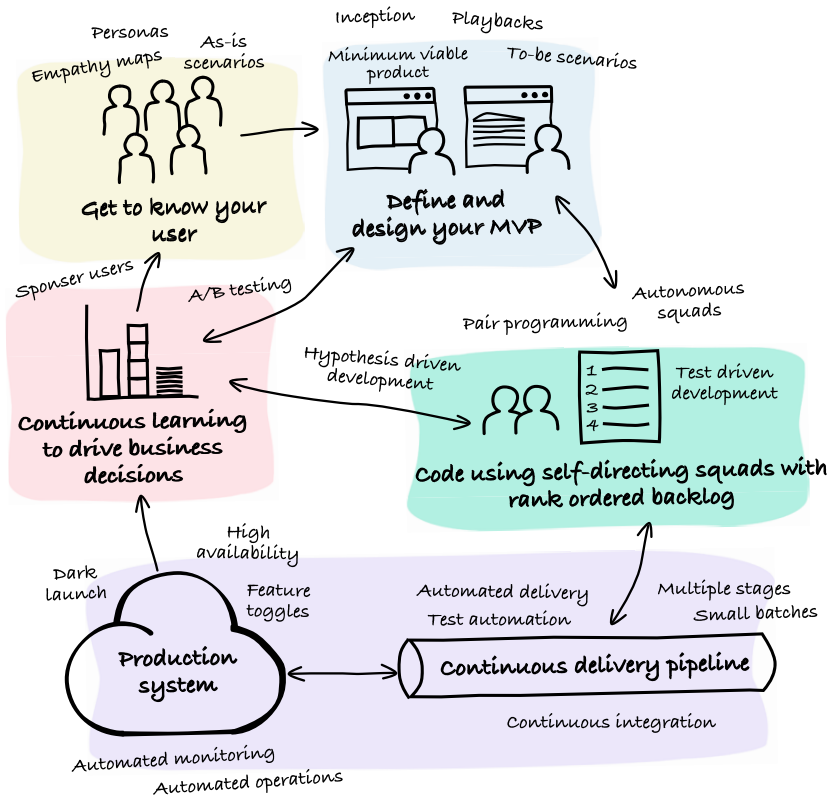 Personas
Empathy maps
As-is
scenarios
Get to know your
user
Inception
Playbacks
Minimum viable
product
To-be scenarios
Define and
design your MVP
Sponser users
A/B testing
Continuous learning
to drive business
decisions
Hypothesis driven
development
Pair programming
Autonomous
squads
1
2
3
4
Test driven
development
Code using self-directing squads with
rank ordered backlog
Dark
launch
High
availability
Feature
toggles
Production
system
Automated monitoring
Automated operations
Automated delivery
Test automation
Multiple stages
Small batches
Continuous delivery pipeline
Continuous integration